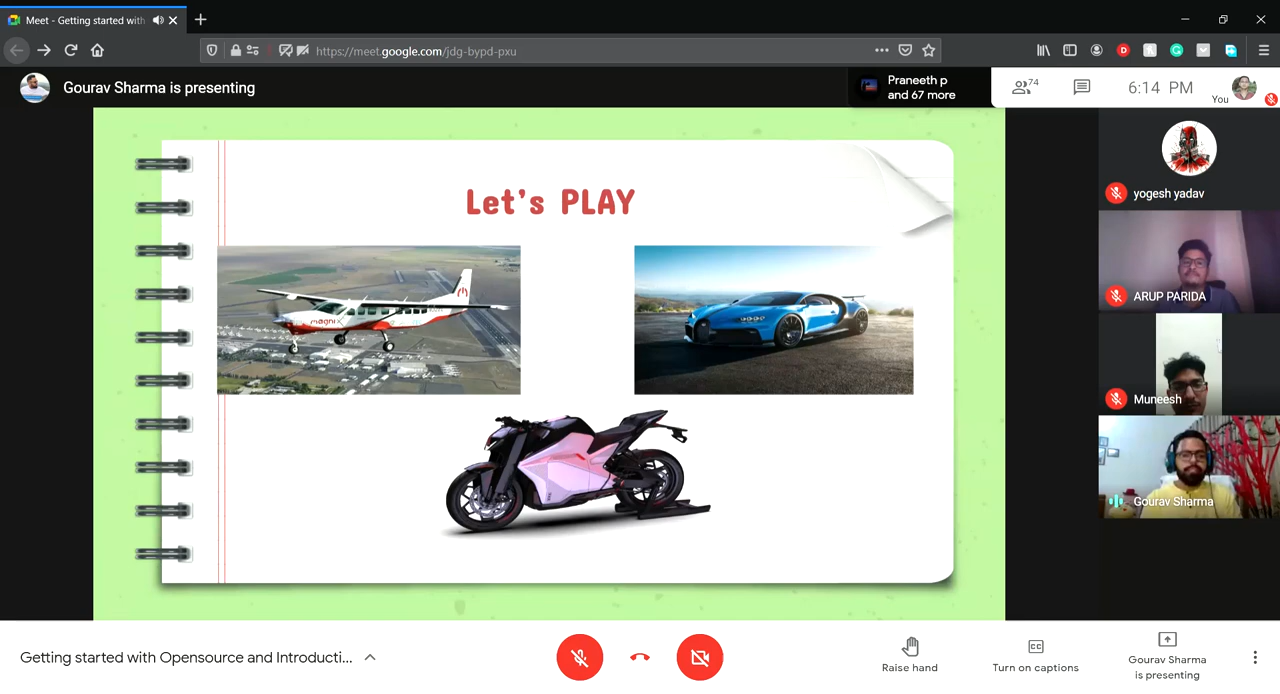 Meet - Getting started with
https://meet.google.com/jdg-bypd-pxu
Gourav Sharma is presenting
Praneeth p
and 67 more
74
6:14 PM
You
Let's PLAY
magniX
yogesh yadav
ARUP PARIDA
Muneesh
Gourav Sharma
Getting started with Opensource and Introducti...
Raise hand
CC
Turn on captions
Gourav Sharma
is presenting